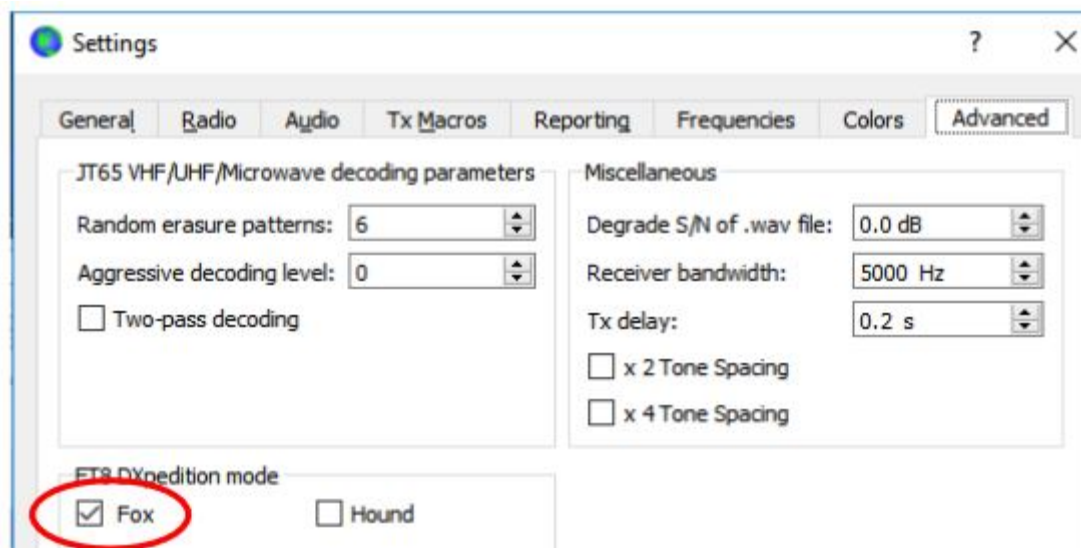 Settings
?
General Radio Audio Tx Macros Reporting Frequencies Colors Advanced
JT65 VHF/UHF/Microwave decoding parameters
Random erasure patterns: 6
Aggressive decoding level: 0
Two-pass decoding
Miscellaneous
Degrade S/N of .wav file: 0.0 dB
Receiver bandwidth: 5000 Hz
Tx delay: 0.2 s
x 2 Tone Spacing
x 4 Tone Spacing
FT8 DXpedition mode
Fox Hound